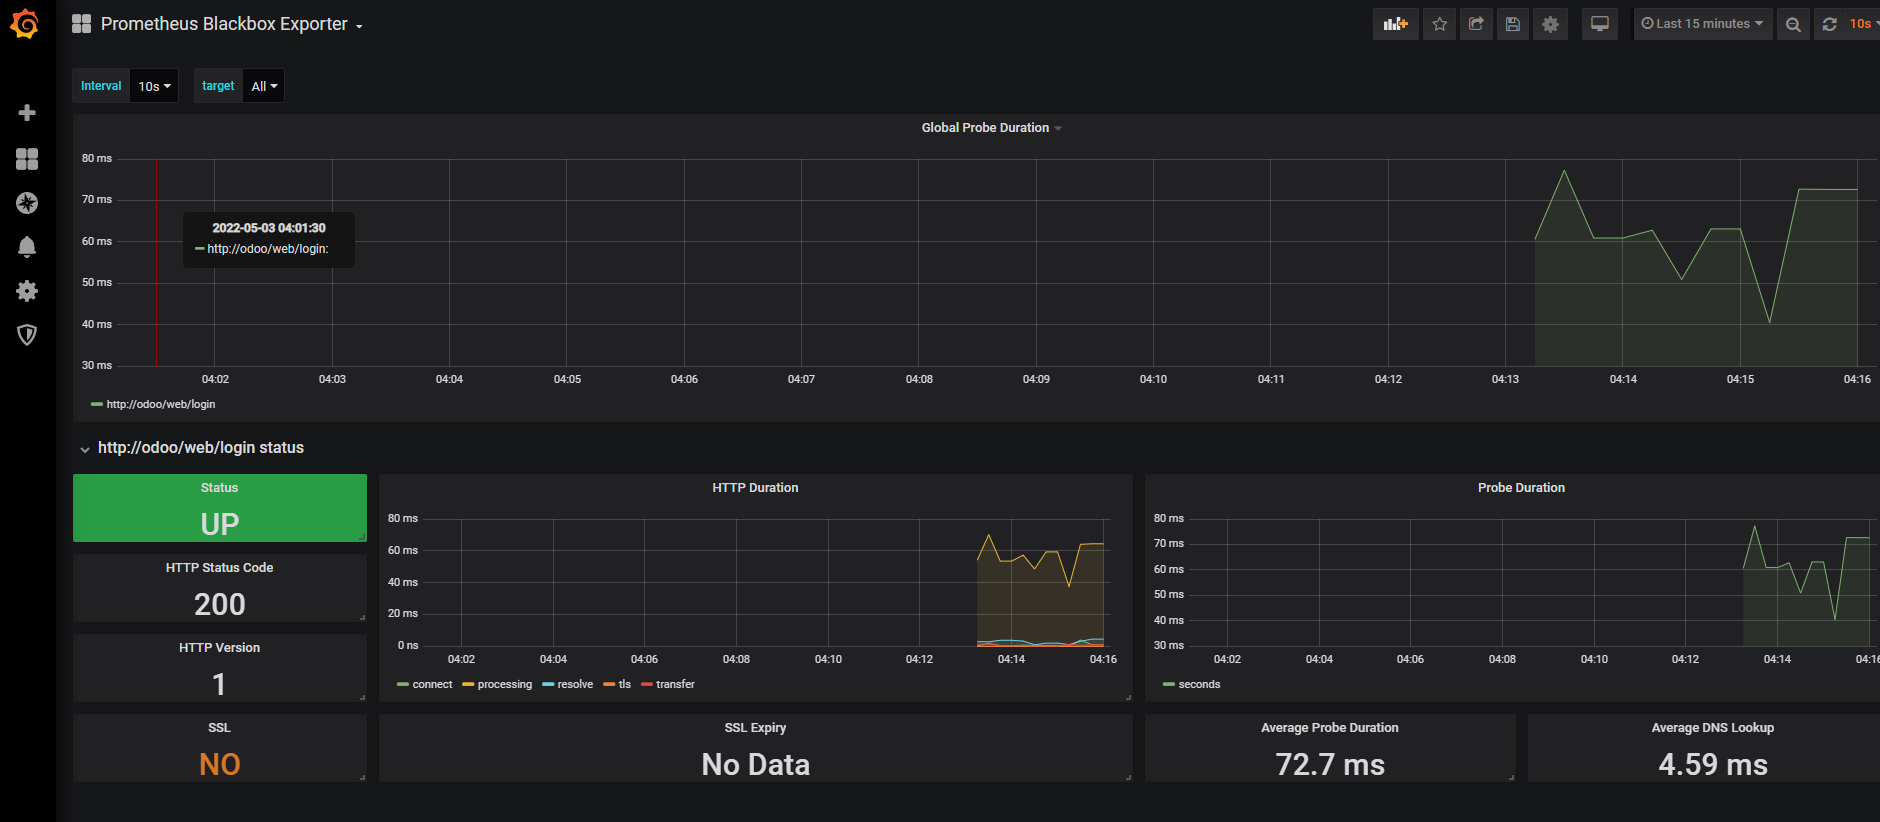 Prometheus Blackbox Exporter
Last 15 minutes
10s
Interval 10s target All
Global Probe Duration
80 ms
70 ms
60 ms
50 ms
40 ms
30 ms
2022-05-03 04:01:30
http://odoo/web/login:
04:02 04:03 04:04 04:05 04:06 04:07 04:08 04:09 04:10 04:11 04:12 04:13 04:14 04:15 04:16
http://odoo/web/login
http://odoo/web/login status
Status
UP
HTTP Status Code
200
HTTP Version
1
SSL
NO
HTTP Duration
80 ms
60 ms
40 ms
20 ms
0 ns
04:02 04:04 04:06 04:08 04:10 04:12 04:14 04:16
connect processing resolve tls transfer
SSL Expiry
No Data
Probe Duration
80 ms
70 ms
60 ms
50 ms
40 ms
30 ms
04:02 04:04 04:06 04:08 04:10 04:12 04:14 04:16
seconds
Average Probe Duration
72.7 ms
Average DNS Lookup
4.59 ms